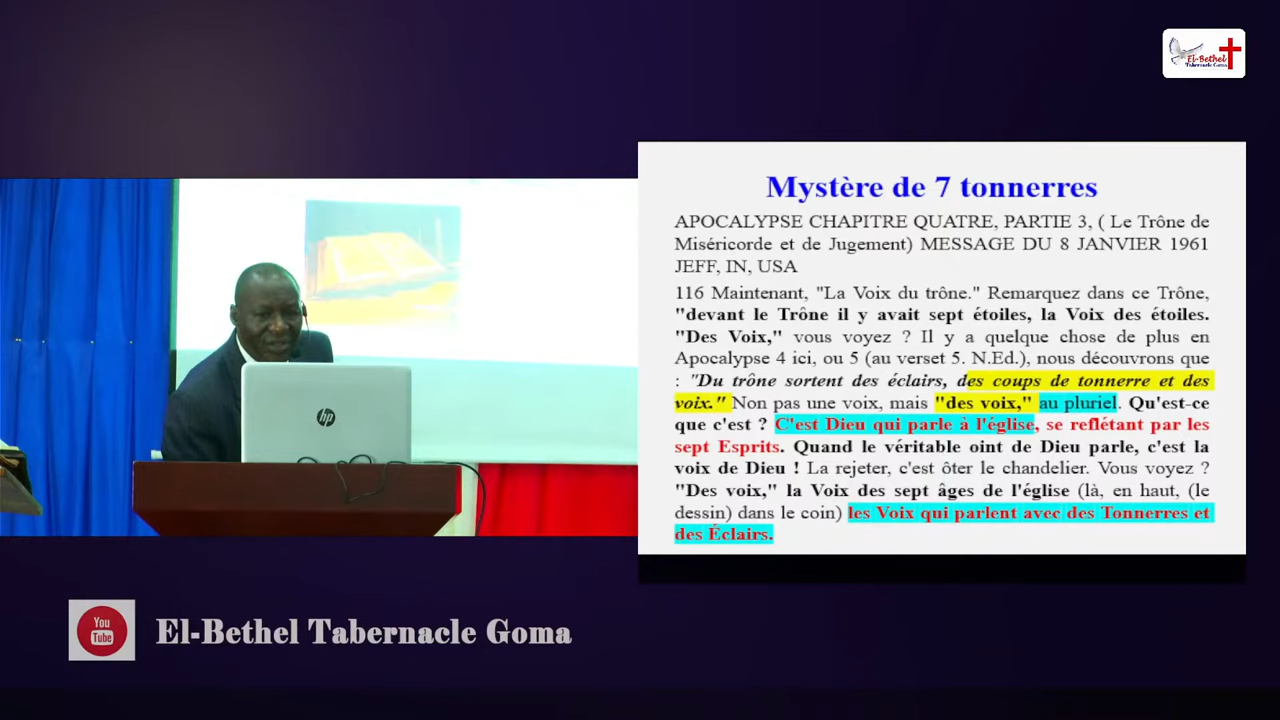 El-Bethel
Tabernacle Goma
Mystère de 7 tonnerres
APOCALYPSE CHAPITRE QUATRE, PARTIE 3, ( Le Trône de
Miséricorde et de Jugement) MESSAGE DU 8 JANVIER 1961
JEFF, IN, USA
116 Maintenant, "La Voix du trône." Remarquez dans ce Trône,
"devant le Trône il y avait sept étoiles, la Voix des étoiles.
"Des Voix," vous voyez ? Il y a quelque chose de plus en
Apocalypse 4 ici, ou 5 (au verset 5. N.Ed.), nous découvrons que
: "Du trône sortent des éclairs, des coups de tonnerre et des
voix." Non pas une voix, mais "des voix," au pluriel. Qu'est-ce
que c'est ? C'est Dieu qui parle à l'église, se reflétant par les
sept Esprits. Quand le véritable oint de Dieu parle, c'est la
voix de Dieu ! La rejeter, c'est ôter le chandelier. Vous voyez ?
"Des voix," la Voix des sept âges de l'église (là, en haut, (le
dessin) dans le coin) les Voix qui parlent avec des Tonnerres et
des Éclairs.
hp
You
Tube
El-Bethel Tabernacle Goma